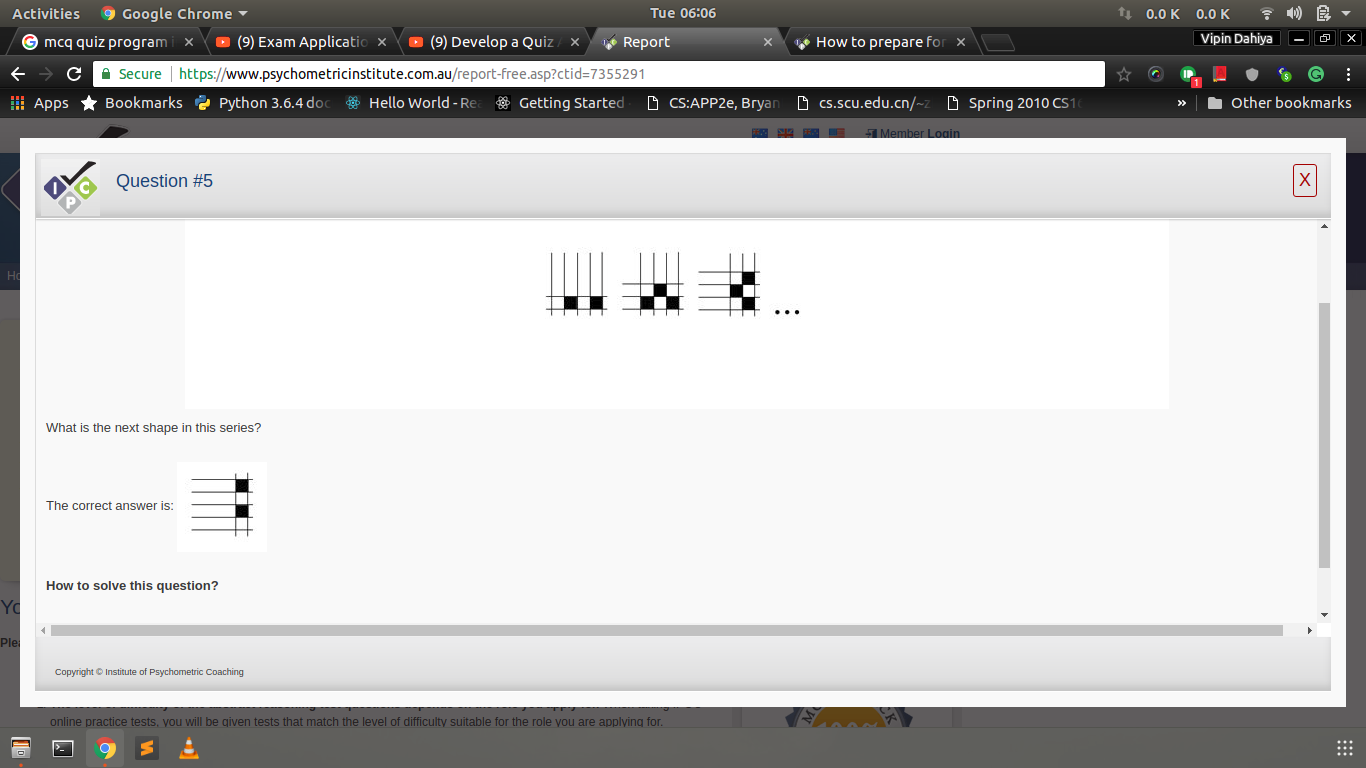 Activities Google Chrome Tue 06:06 0.0 K 0.0 K
mcq quiz program (9) Exam Applicatio (9) Develop a Quiz Report How to prepare for Vipin Dahiya
Secure https://www.psychometricinstitute.com.au/report-free.asp?ctid=7355291 1
Apps Bookmarks Python 3.6.4 doc Hello World - Rea Getting Started CS:APP2e, Bryan cs.scu.edu.cn/~z Spring 2010 CS1 » Other bookmarks
Member Login
I P C Question #5 X
Ho
...
What is the next shape in this series?
The correct answer is:
How to solve this question?
Yo
Plea
Copyright © Institute of Psychometric Coaching
online practice tests, you will be given tests that match the level of difficulty suitable for the role you are applying for.